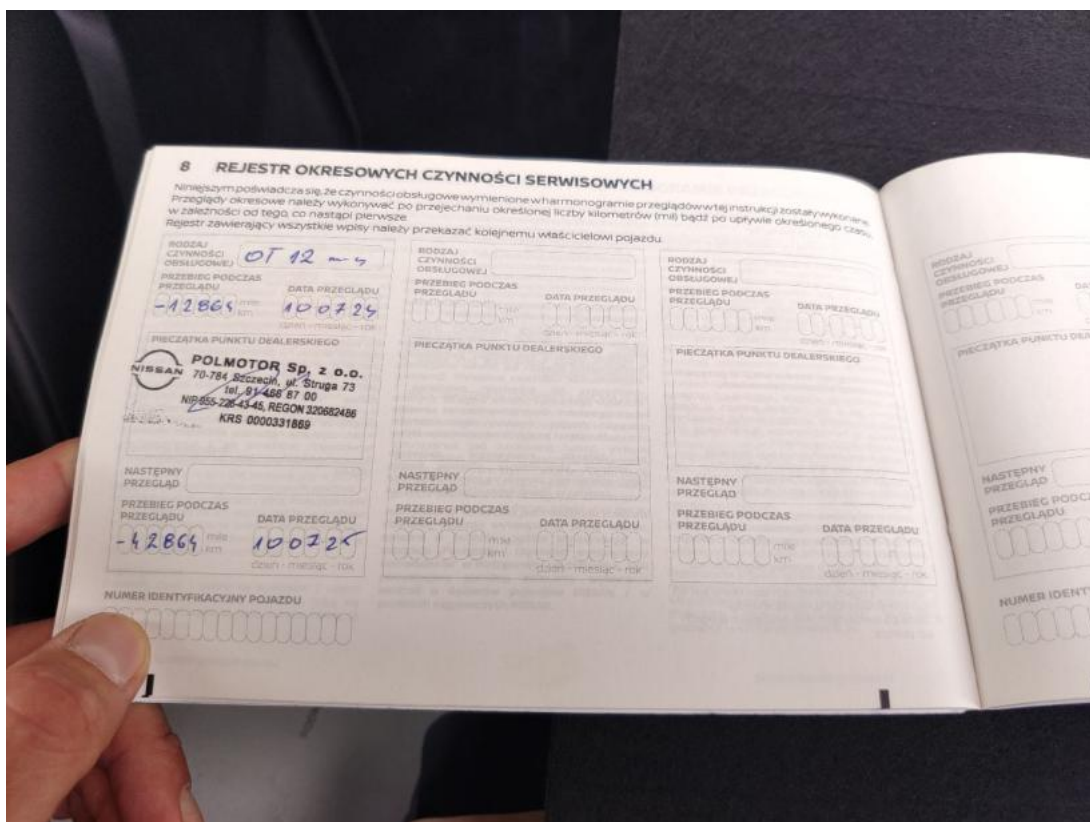 8 REJESTR OKRESOWYCH CZYNNOŚCI SERWISOWYCH
Niniejszym poświadcza się, że czynności obsługowe wymienione w harmonogramie przeglądów w tej instrukcji zostały wykonane.
Przeglądy okresowe należy wykonywać po przejechaniu określonej liczby kilometrów (mil) bądź po upływie określonego czasu,
w zależności od tego, co nastąpi pierwsze.
Rejestr zawierający wszystkie wpisy należy przekazać kolejnemu właścicielowi pojazdu.
RODZAJ
CZYNNOŚCI
OBSŁUGOWEJ
OT 12
PRZEBIEG PODCZAS
PRZEGLĄDU
DATA PRZEGLĄDU
-12864 mile
km
100724
dzień - miesiąc - rok
PIECZĄTKA PUNKTU DEALERSKIEGO
NISSAN
POLMOTOR Sp. z o.o.
70-784 Szczecin, ul. Struga 73
tel. 91 468 87 00
NIP 955-226-43-45, REGON 320682486
KRS 0000331869
NASTĘPNY
PRZEGLĄD
PRZEBIEG PODCZAS
PRZEGLĄDU
DATA PRZEGLĄDU
-42864 mile
km
100725
dzień - miesiąc - rok
NUMER IDENTYFIKACYJNY POJAZDU
RODZAJ
CZYNNOŚCI
OBSŁUGOWEJ
PRZEBIEG PODCZAS
PRZEGLĄDU
DATA PRZEGLĄDU
mile
km
dzień - miesiąc - rok
PIECZĄTKA PUNKTU DEALERSKIEGO
NASTĘPNY
PRZEGLĄD
PRZEBIEG PODCZAS
PRZEGLĄDU
DATA PRZEGLĄDU
mile
km
dzień - miesiąc - rok
RODZAJ
CZYNNOŚCI
OBSŁUGOWEJ
PRZEBIEG PODCZAS
PRZEGLĄDU
DATA PRZEGLĄDU
mile
km
dzień - miesiąc - rok
PIECZĄTKA PUNKTU DEALERSKIEGO
NASTĘPNY
PRZEGLĄD
PRZEBIEG PODCZAS
PRZEGLĄDU
DATA PRZEGLĄDU
mile
km
dzień - miesiąc - rok
RODZAJ
CZYNNOŚCI
OBSŁUGOWEJ
PRZEBIEG PODCZAS
PRZEGLĄDU
DA
km
PIECZĄTKA PUNKTU DEA
NASTĘPNY
PRZEGLĄD
PRZEBIEG PODC
PRZEGLĄDU
NUMER IDENT